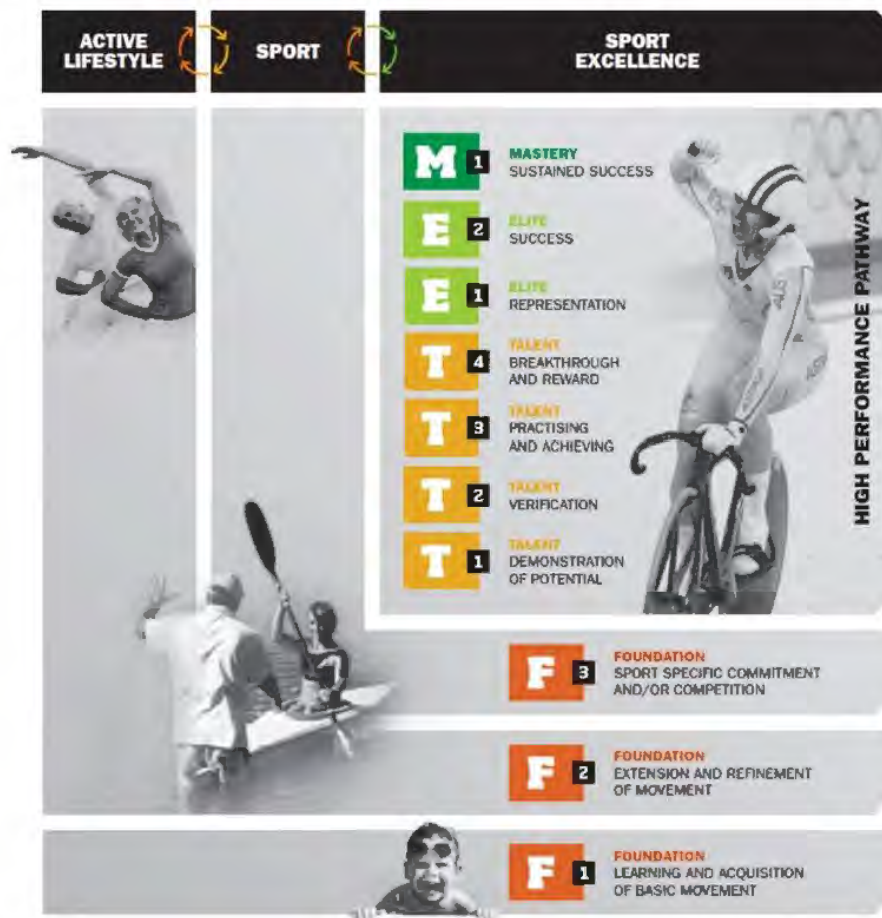 ACTIVE
LIFESTYLE
SPORT
SPORT
EXCELLENCE
M 1
MASTERY
SUSTAINED SUCCESS
E 2
ELITE
SUCCESS
E 1
ELITE
REPRESENTATION
T 4
TALENT
BREAKTHROUGH
AND REWARD
T 3
TALENT
PRACTISING
AND ACHIEVING
T 2
TALENT
VERIFICATION
T 1
TALENT
DEMONSTRATION
OF POTENTIAL
HIGH PERFORMANCE PATHWAY
F 3
FOUNDATION
SPORT SPECIFIC COMMITMENT
AND/OR COMPETITION
F 2
FOUNDATION
EXTENSION AND REFINEMENT
OF MOVEMENT
F 1
FOUNDATION
LEARNING AND ACQUISITION
OF BASIC MOVEMENT